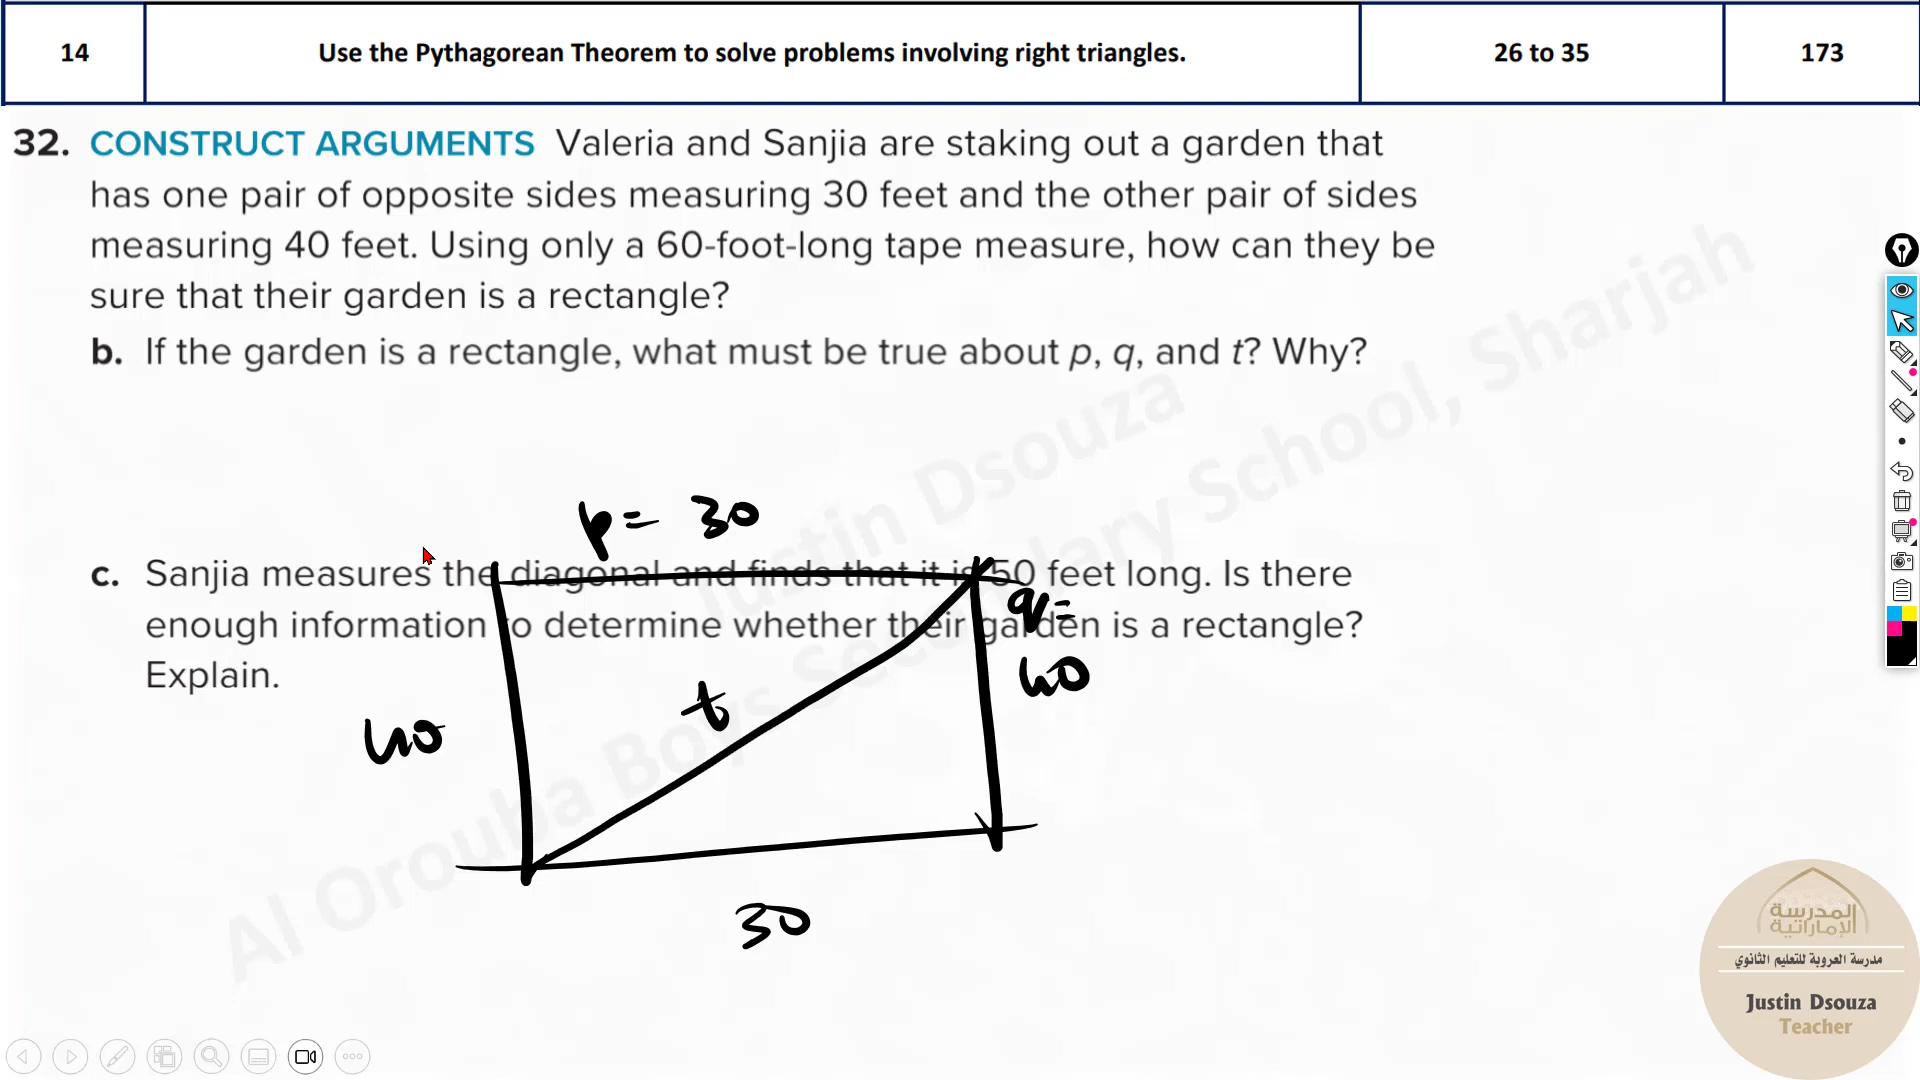 14 Use the Pythagorean Theorem to solve problems involving right triangles. 26 to 35 173
32. CONSTRUCT ARGUMENTS Valeria and Sanjia are staking out a garden that
has one pair of opposite sides measuring 30 feet and the other pair of sides
measuring 40 feet. Using only a 60-foot-long tape measure, how can they be
sure that their garden is a rectangle?
b. If the garden is a rectangle, what must be true about p, q, and t? Why?
p = 30
c. Sanjia measures the diagonal and finds that it is 50 feet long. Is there
enough information to determine whether their garden is a rectangle?
Explain.
q =
40
t
40
30
Justin Dsouza
Al Orouba Boys Secondary School, Sharjah
المدرسة
الإماراتية
مدرسة العروبة للتعليم الثانوي
Justin Dsouza
Teacher